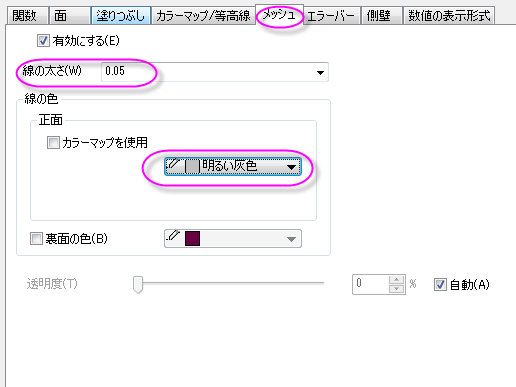 関数 面 塗りつぶし カラーマップ/等高線 メッシュ エラーバー 側壁 数値の表示形式
有効にする(E)
線の太さ(W) 0.05
線の色
正面
カラーマップを使用
明るい灰色
裏面の色(B)
透明度(T) 0 % 自動(A)